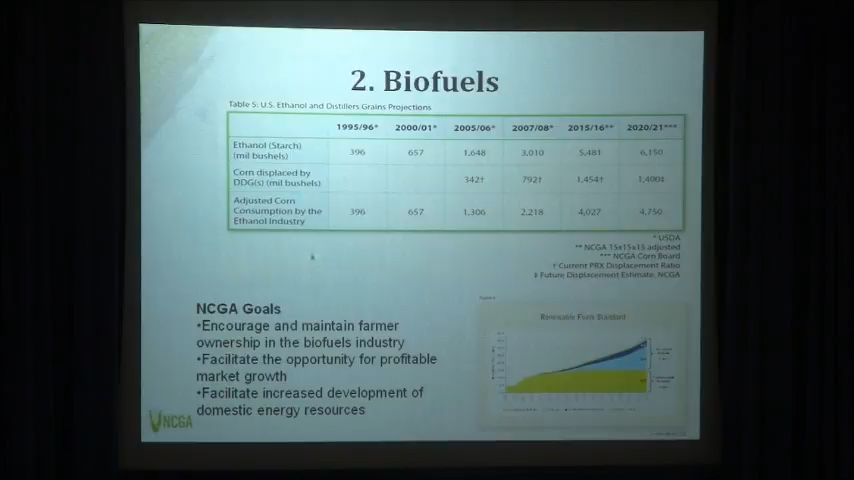 2. Biofuels
Table 5: U.S. Ethanol and Distillers Grains Projections
1995/96* 2000/01* 2005/06* 2007/08* 2015/16** 2020/21***
Ethanol (Starch) (mil bushels) 396 657 1,648 3,010 5,481 6,150
Corn displaced by DDG(s) (mil bushels) 342† 792† 1,454† 1,400‡
Adjusted Corn Consumption by the Ethanol Industry 396 657 1,306 2,218 4,027 4,750
* USDA
** NCGA 15x15x15 adjusted
*** NCGA Corn Board
† Current PRX Displacement Ratio
‡ Future Displacement Estimate, NCGA
NCGA Goals
•Encourage and maintain farmer
ownership in the biofuels industry
•Facilitate the opportunity for profitable
market growth
•Facilitate increased development of
domestic energy resources
Renewable Fuels Standard
NCGA